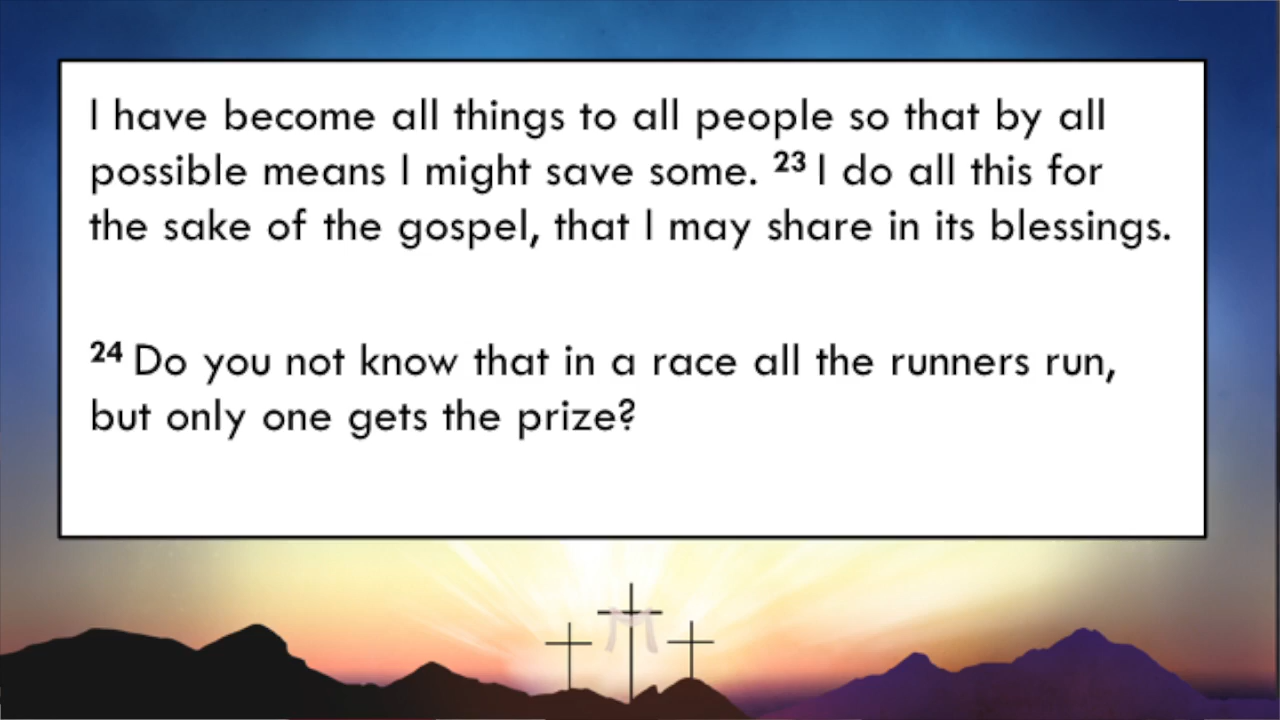 I have become all things to all people so that by all
possible means I might save some. 23 I do all this for
the sake of the gospel, that I may share in its blessings.
24 Do you not know that in a race all the runners run,
but only one gets the prize?